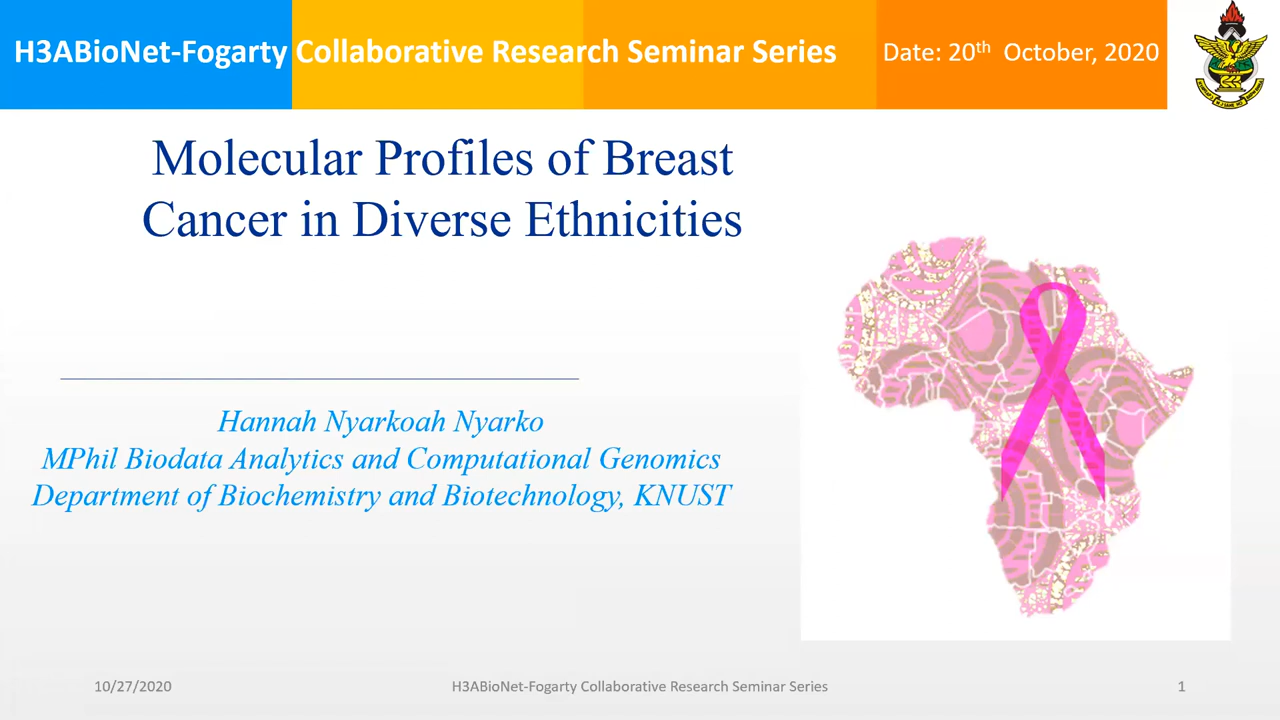 H3ABioNet-Fogarty Collaborative Research Seminar Series
Date: 20th October, 2020
Molecular Profiles of Breast
Cancer in Diverse Ethnicities
Hannah Nyarkoah Nyarko
MPhil Biodata Analytics and Computational Genomics
Department of Biochemistry and Biotechnology, KNUST
10/27/2020
H3ABioNet-Fogarty Collaborative Research Seminar Series
1